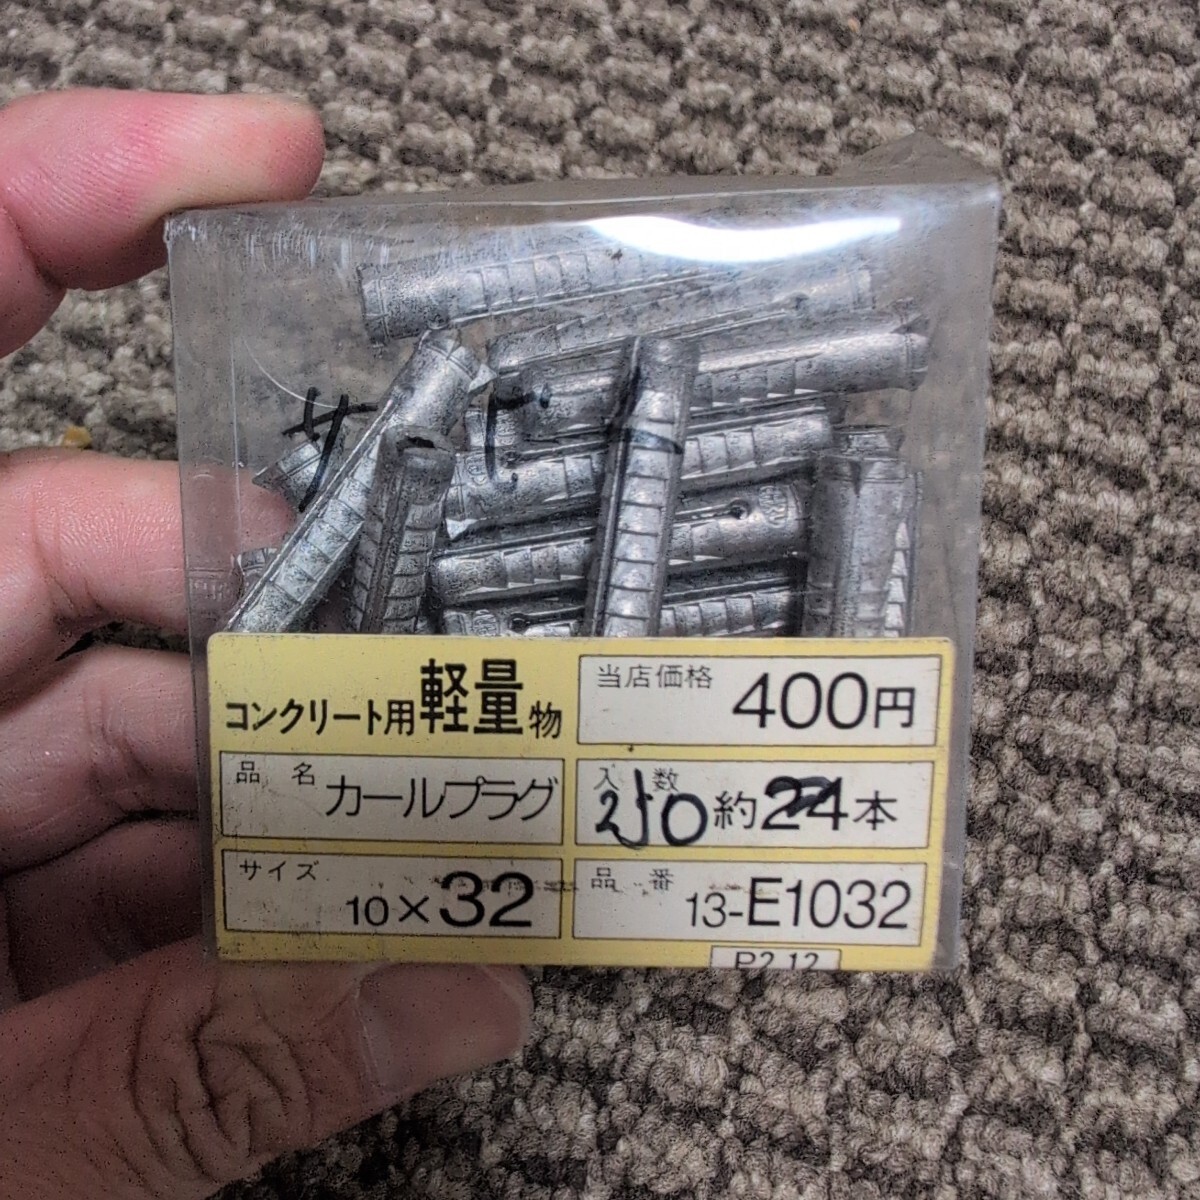 コンクリート用軽量物
当店価格 400円
品名 カールプラグ
入数 250 約24本
サイズ 10×32
品番 13-E1032
P2.12